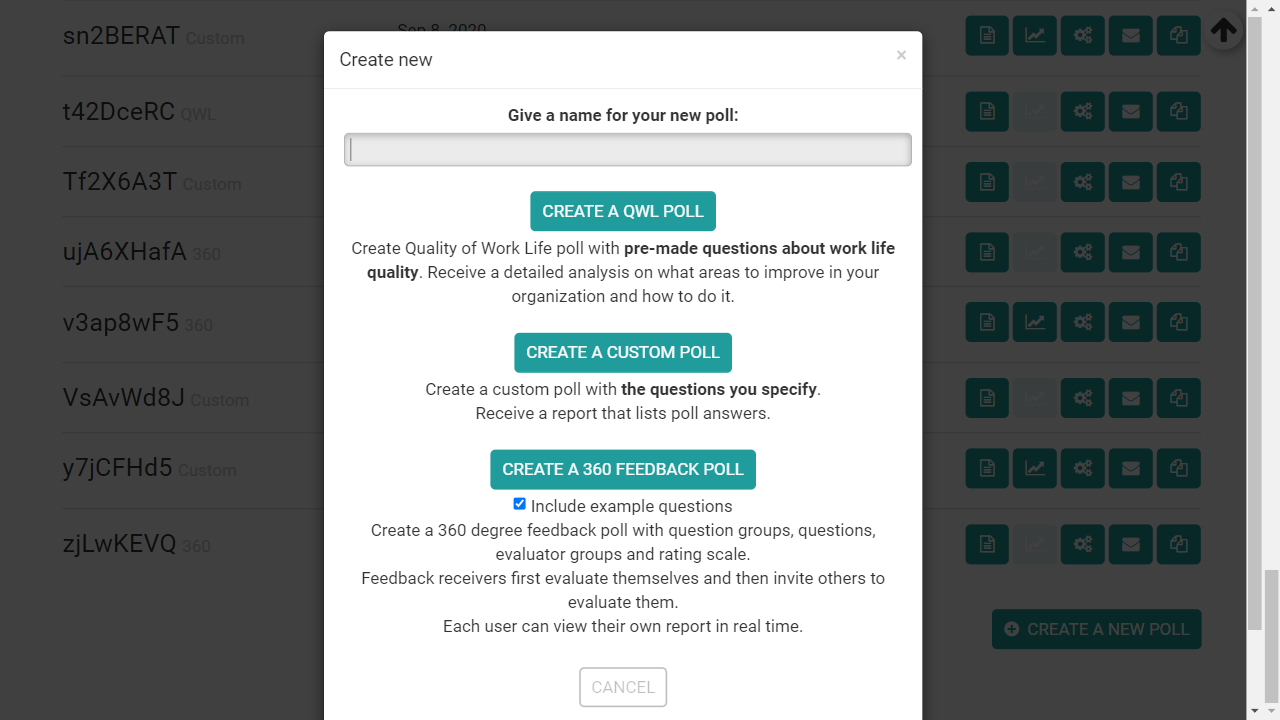 sn2BERAT Custom
Create new
×
t42DceRC QWL
Give a name for your new poll:
Tf2X6A3T Custom
CREATE A QWL POLL
ujA6XHafA 360
Create Quality of Work Life poll with pre-made questions about work life
quality. Receive a detailed analysis on what areas to improve in your
organization and how to do it.
v3ap8wF5 360
CREATE A CUSTOM POLL
VsAvWd8J Custom
Create a custom poll with the questions you specify.
Receive a report that lists poll answers.
y7jCFHd5 Custom
CREATE A 360 FEEDBACK POLL
Include example questions
Create a 360 degree feedback poll with question groups, questions,
evaluator groups and rating scale.
zjLwKEVQ 360
Feedback receivers first evaluate themselves and then invite others to
evaluate them.
Each user can view their own report in real time.
CREATE A NEW POLL
CANCEL